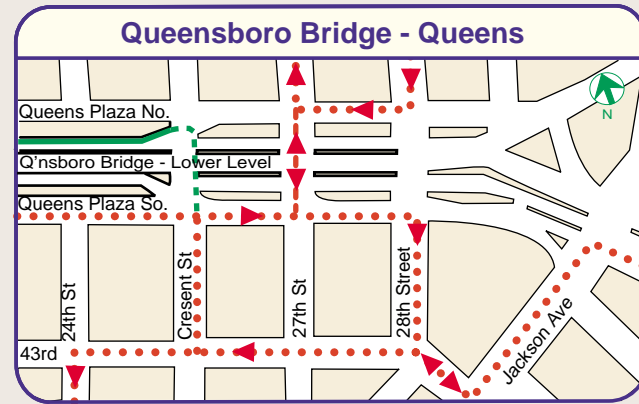 Queensboro Bridge - Queens
Queens Plaza No.
N
Q'nsboro Bridge - Lower Level
Queens Plaza So.
24th St
Cresent St
27th St
28th Street
43rd
Jackson Ave